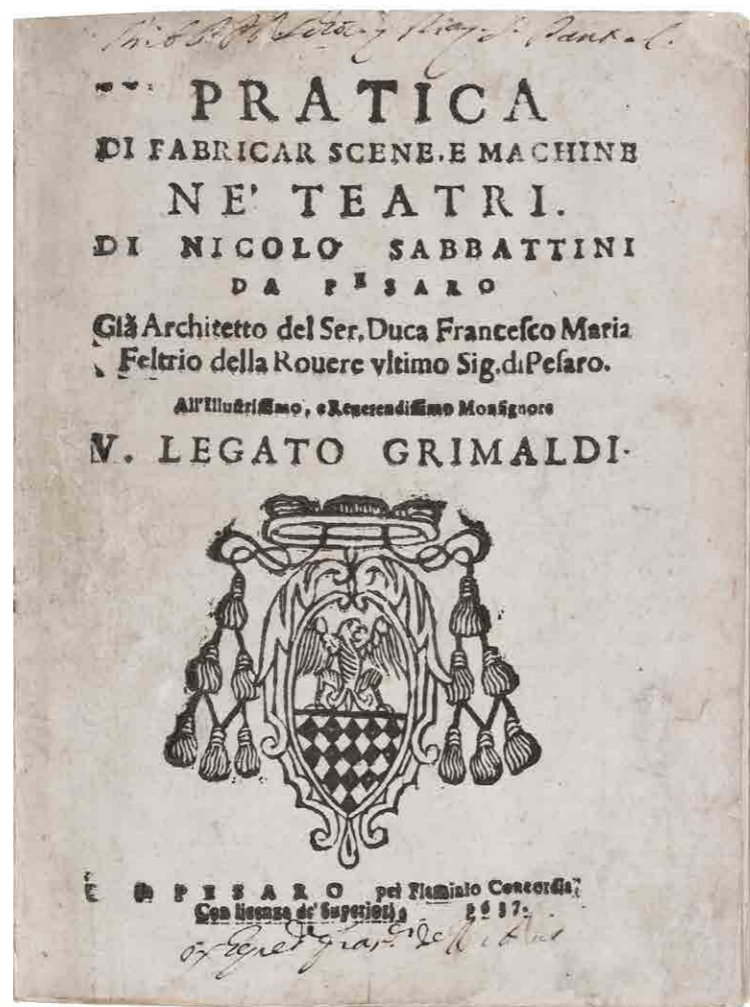 PRATICA
DI FABRICAR SCENE, E MACHINE
NE' TEATRI.
DI NICOLO' SABBATTINI
DA PESARO
Già Architetto del Ser. Duca Franceſco Maria
Feltrio della Rouere vltimo Sig. di Peſaro.
All'Illuſtriſſimo, e Reuerendiſſimo Monſignore
V. LEGATO GRIMALDI.
PESARO per Flaminio Concordia,
Con licenza de' Superiori,